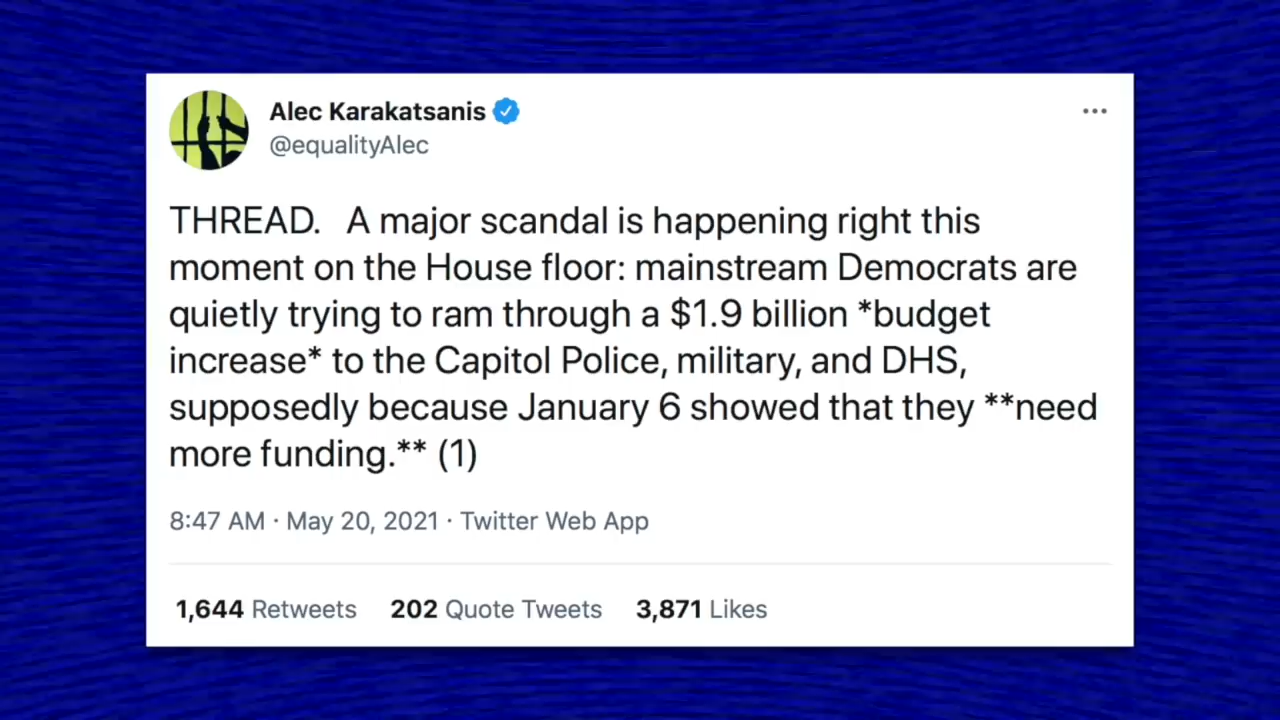 Alec Karakatsanis
@equalityAlec
THREAD. A major scandal is happening right this
moment on the House floor: mainstream Democrats are
quietly trying to ram through a $1.9 billion *budget
increase* to the Capitol Police, military, and DHS,
supposedly because January 6 showed that they **need
more funding.** (1)
8:47 AM · May 20, 2021 · Twitter Web App
1,644 Retweets 202 Quote Tweets 3,871 Likes